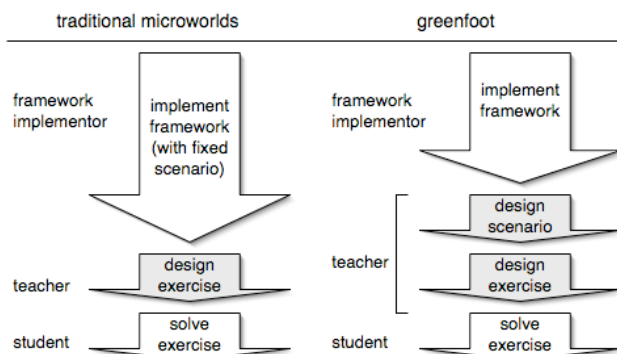 traditional microworlds
greenfoot
framework
implementor
implement
framework
(with fixed
scenario)
framework
implementor
implement
framework
design
scenario
teacher
design
exercise
teacher
design
exercise
student
solve
exercise
student
solve
exercise